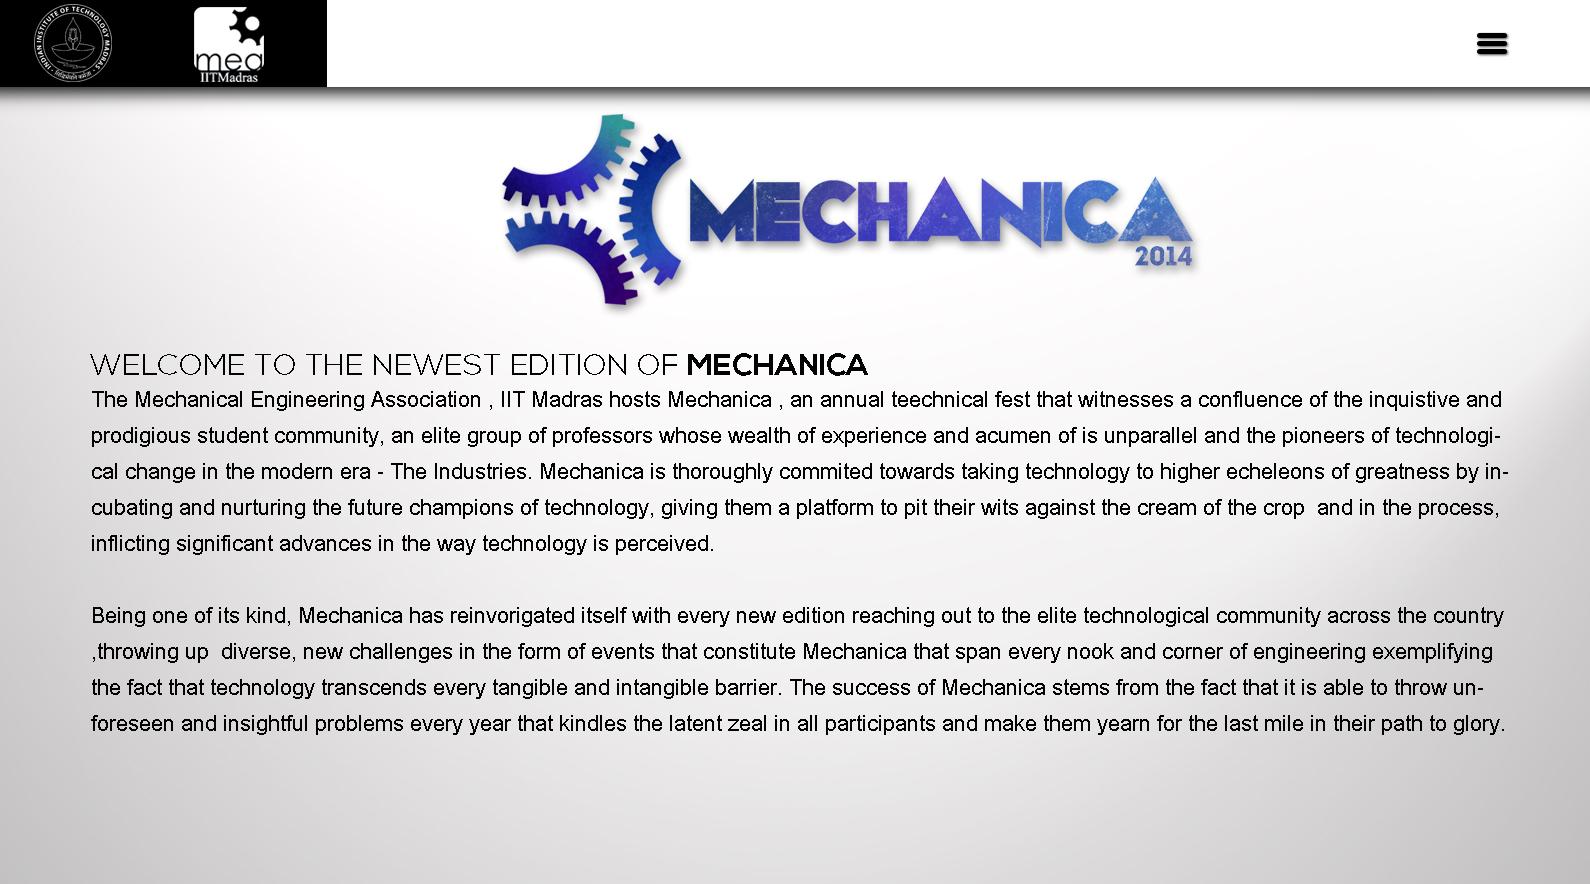 INDIAN INSTITUTE OF TECHNOLOGY MADRAS
mea
IITMadras
MECHANICA
2014
WELCOME TO THE NEWEST EDITION OF MECHANICA
The Mechanical Engineering Association , IIT Madras hosts Mechanica , an annual teechnical fest that witnesses a confluence of the inquistive and
prodigious student community, an elite group of professors whose wealth of experience and acumen of is unparallel and the pioneers of technologi-
cal change in the modern era - The Industries. Mechanica is thoroughly commited towards taking technology to higher echeleons of greatness by in-
cubating and nurturing the future champions of technology, giving them a platform to pit their wits against the cream of the crop  and in the process,
inflicting significant advances in the way technology is perceived.
Being one of its kind, Mechanica has reinvorigated itself with every new edition reaching out to the elite technological community across the country
,throwing up  diverse, new challenges in the form of events that constitute Mechanica that span every nook and corner of engineering exemplifying
the fact that technology transcends every tangible and intangible barrier. The success of Mechanica stems from the fact that it is able to throw un-
foreseen and insightful problems every year that kindles the latent zeal in all participants and make them yearn for the last mile in their path to glory.